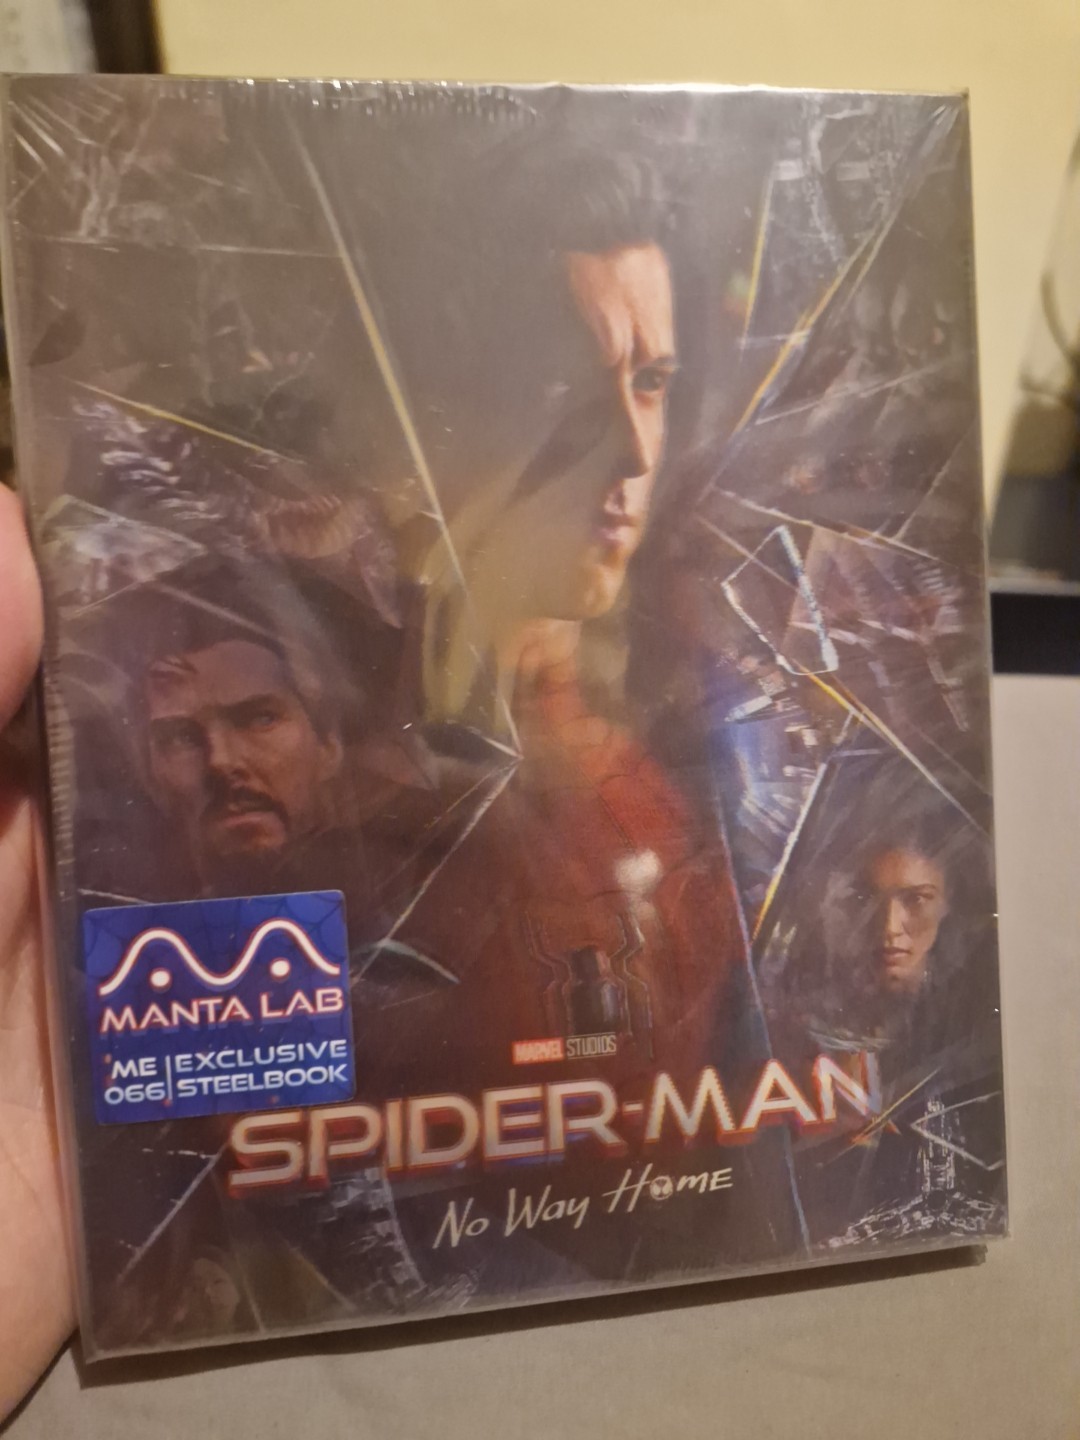 MANTA LAB
ME | EXCLUSIVE
066 | STEELBOOK
MARVEL STUDIOS
SPIDER-MAN
No Way Home